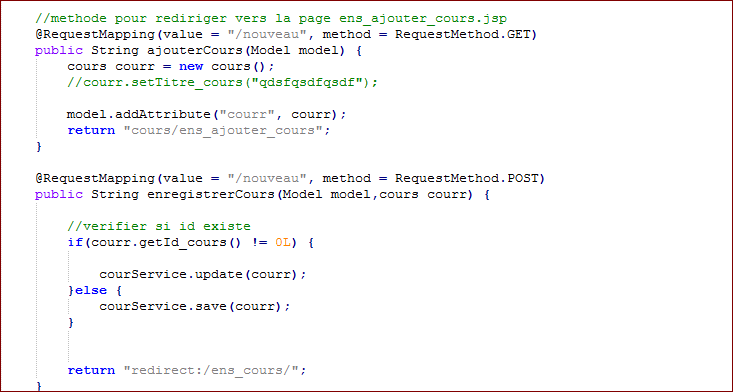 //methode pour rediriger vers la page ens_ajouter_cours.jsp
@RequestMapping(value = "/nouveau", method = RequestMethod.GET)
public String ajouterCours(Model model) {
cours courr = new cours();
//courr.setTitre_cours("qdsfqsdfqsdf");
model.addAttribute("courr", courr);
return "cours/ens_ajouter_cours";
}
@RequestMapping(value = "/nouveau", method = RequestMethod.POST)
public String enregistrerCours(Model model,cours courr) {
//verifier si id existe
if(courr.getId_cours() != 0L) {
courService.update(courr);
}else {
courService.save(courr);
}
return "redirect:/ens_cours/";
}